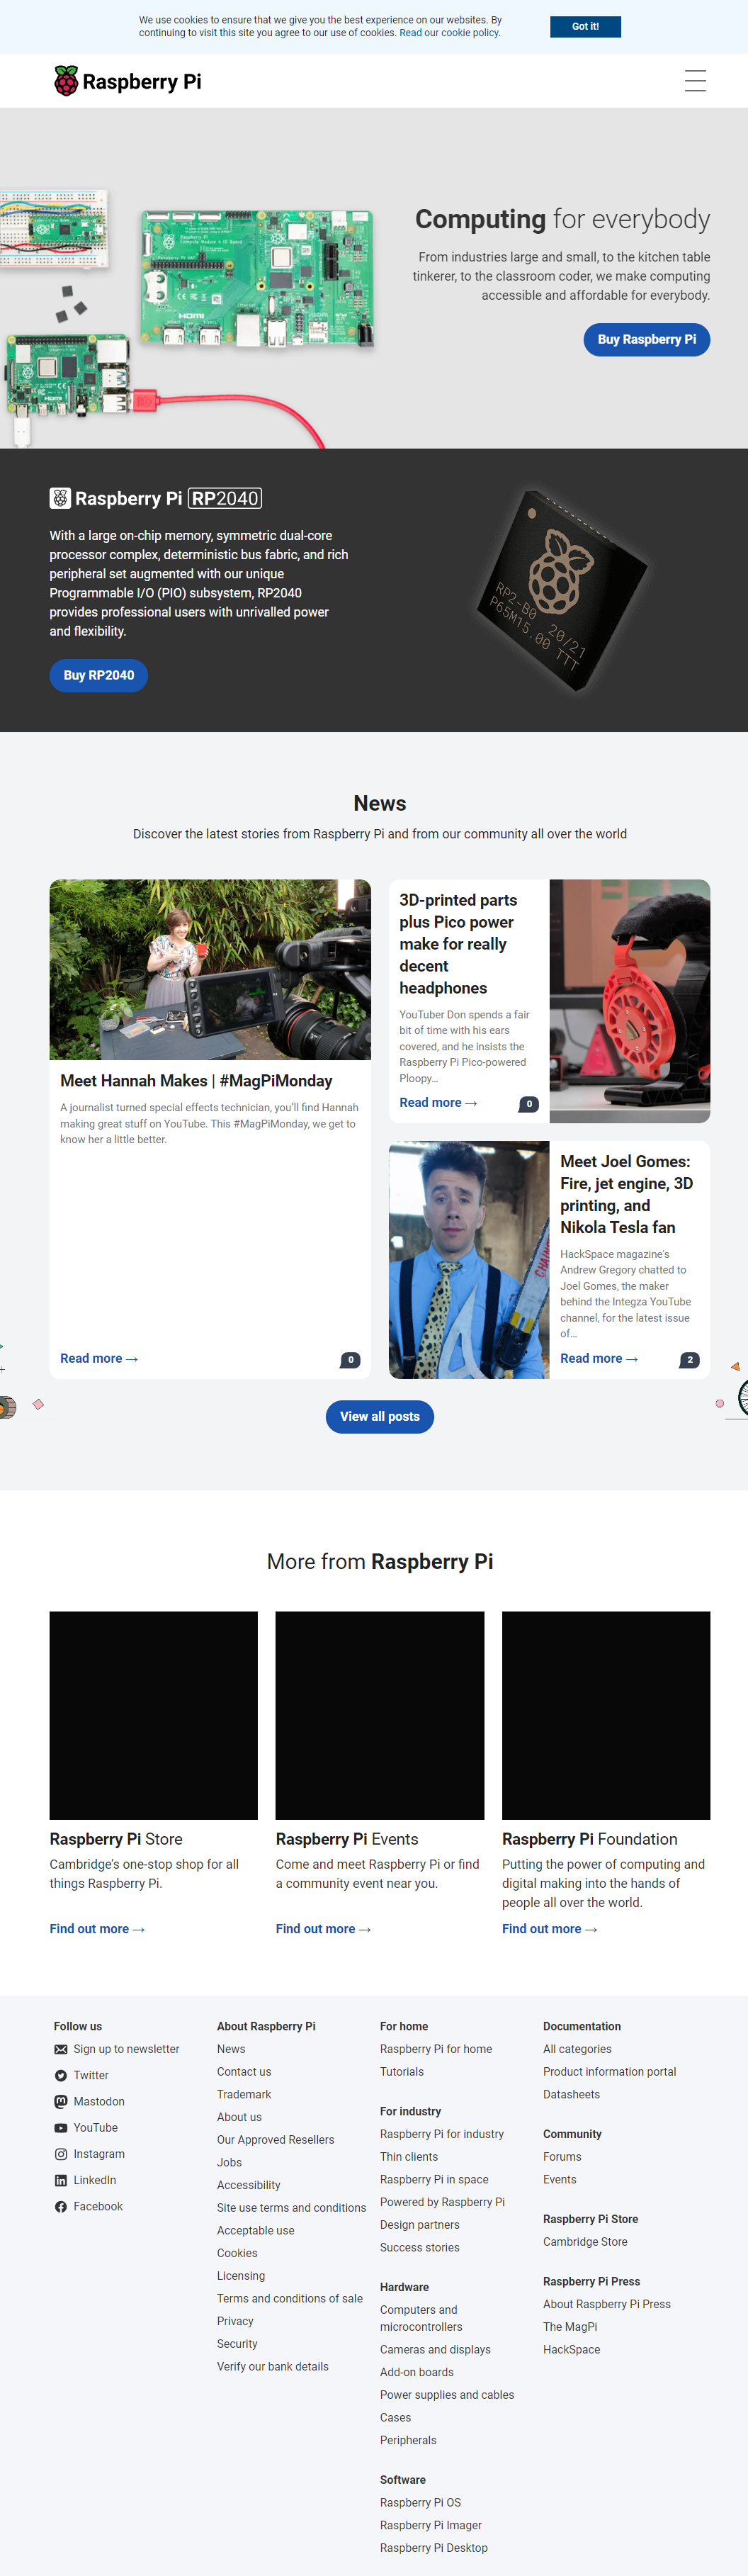 We use cookies to ensure that we give you the best experience on our websites. By
continuing to visit this site you agree to our use of cookies. Read our cookie policy.
Got it!
Raspberry Pi
Computing for everybody
From industries large and small, to the kitchen table
tinkerer, to the classroom coder, we make computing
accessible and affordable for everybody.
Buy Raspberry Pi
HDMI
Raspberry Pi RP2040
With a large on-chip memory, symmetric dual-core
processor complex, deterministic bus fabric, and rich
peripheral set augmented with our unique
Programmable I/O (PIO) subsystem, RP2040
provides professional users with unrivalled power
and flexibility.
Buy RP2040
RP2-B0 20/21
P65M15.00 TTT
News
Discover the latest stories from Raspberry Pi and from our community all over the world
Meet Hannah Makes | #MagPiMonday
A journalist turned special effects technician, you'll find Hannah
making great stuff on YouTube. This #MagPiMonday, we get to
know her a little better.
Read more →
0
3D-printed parts
plus Pico power
make for really
decent
headphones
YouTuber Don spends a fair
bit of time with his ears
covered, and he insists the
Raspberry Pi Pico-powered
Ploopy…
Read more →
0
Meet Joel Gomes:
Fire, jet engine, 3D
printing, and
Nikola Tesla fan
HackSpace magazine's
Andrew Gregory chatted to
Joel Gomes, the maker
behind the Integza YouTube
channel, for the latest issue
of…
Read more →
2
View all posts
More from Raspberry Pi
Raspberry Pi Store
Cambridge's one-stop shop for all
things Raspberry Pi.
Find out more →
Raspberry Pi Events
Come and meet Raspberry Pi or find
a community event near you.
Find out more →
Raspberry Pi Foundation
Putting the power of computing and
digital making into the hands of
people all over the world.
Find out more →
Follow us
Sign up to newsletter
Twitter
Mastodon
YouTube
Instagram
LinkedIn
Facebook
About Raspberry Pi
News
Contact us
Trademark
About us
Our Approved Resellers
Jobs
Accessibility
Site use terms and conditions
Acceptable use
Cookies
Licensing
Terms and conditions of sale
Privacy
Security
Verify our bank details
For home
Raspberry Pi for home
Tutorials
For industry
Raspberry Pi for industry
Thin clients
Raspberry Pi in space
Powered by Raspberry Pi
Design partners
Success stories
Hardware
Computers and
microcontrollers
Cameras and displays
Add-on boards
Power supplies and cables
Cases
Peripherals
Software
Raspberry Pi OS
Raspberry Pi Imager
Raspberry Pi Desktop
Documentation
All categories
Product information portal
Datasheets
Community
Forums
Events
Raspberry Pi Store
Cambridge Store
Raspberry Pi Press
About Raspberry Pi Press
The MagPi
HackSpace